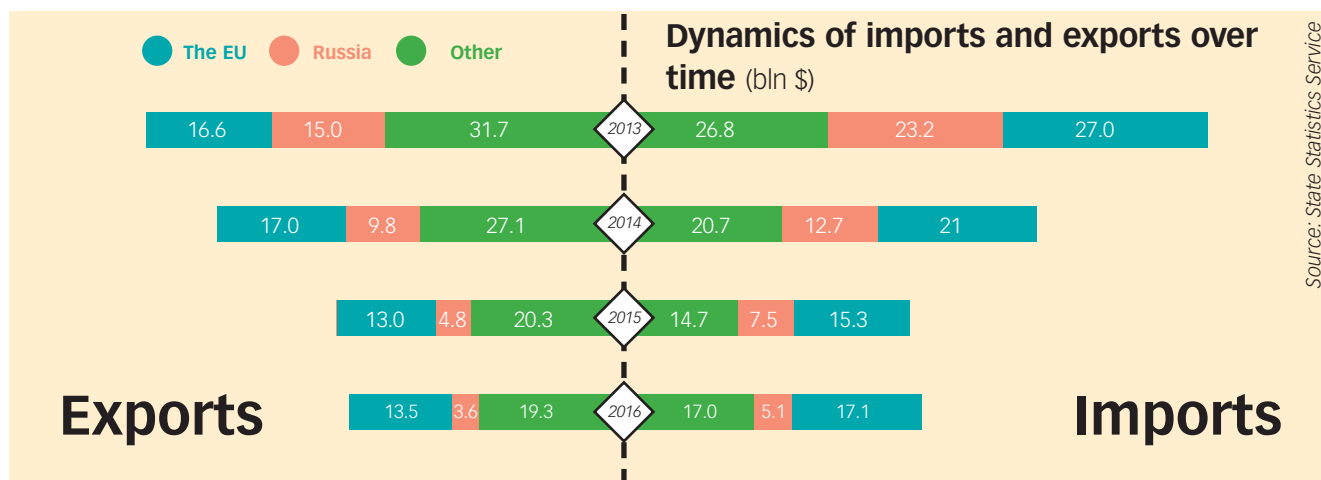 The EU Russia Other
Dynamics of imports and exports over
time (bln $)
16.6 15.0 31.7 2013 26.8 23.2 27.0
17.0 9.8 27.1 2014 20.7 12.7 21
13.0 4.8 20.3 2015 14.7 7.5 15.3
13.5 3.6 19.3 2016 17.0 5.1 17.1
Exports
Imports
Source: State Statistics Service